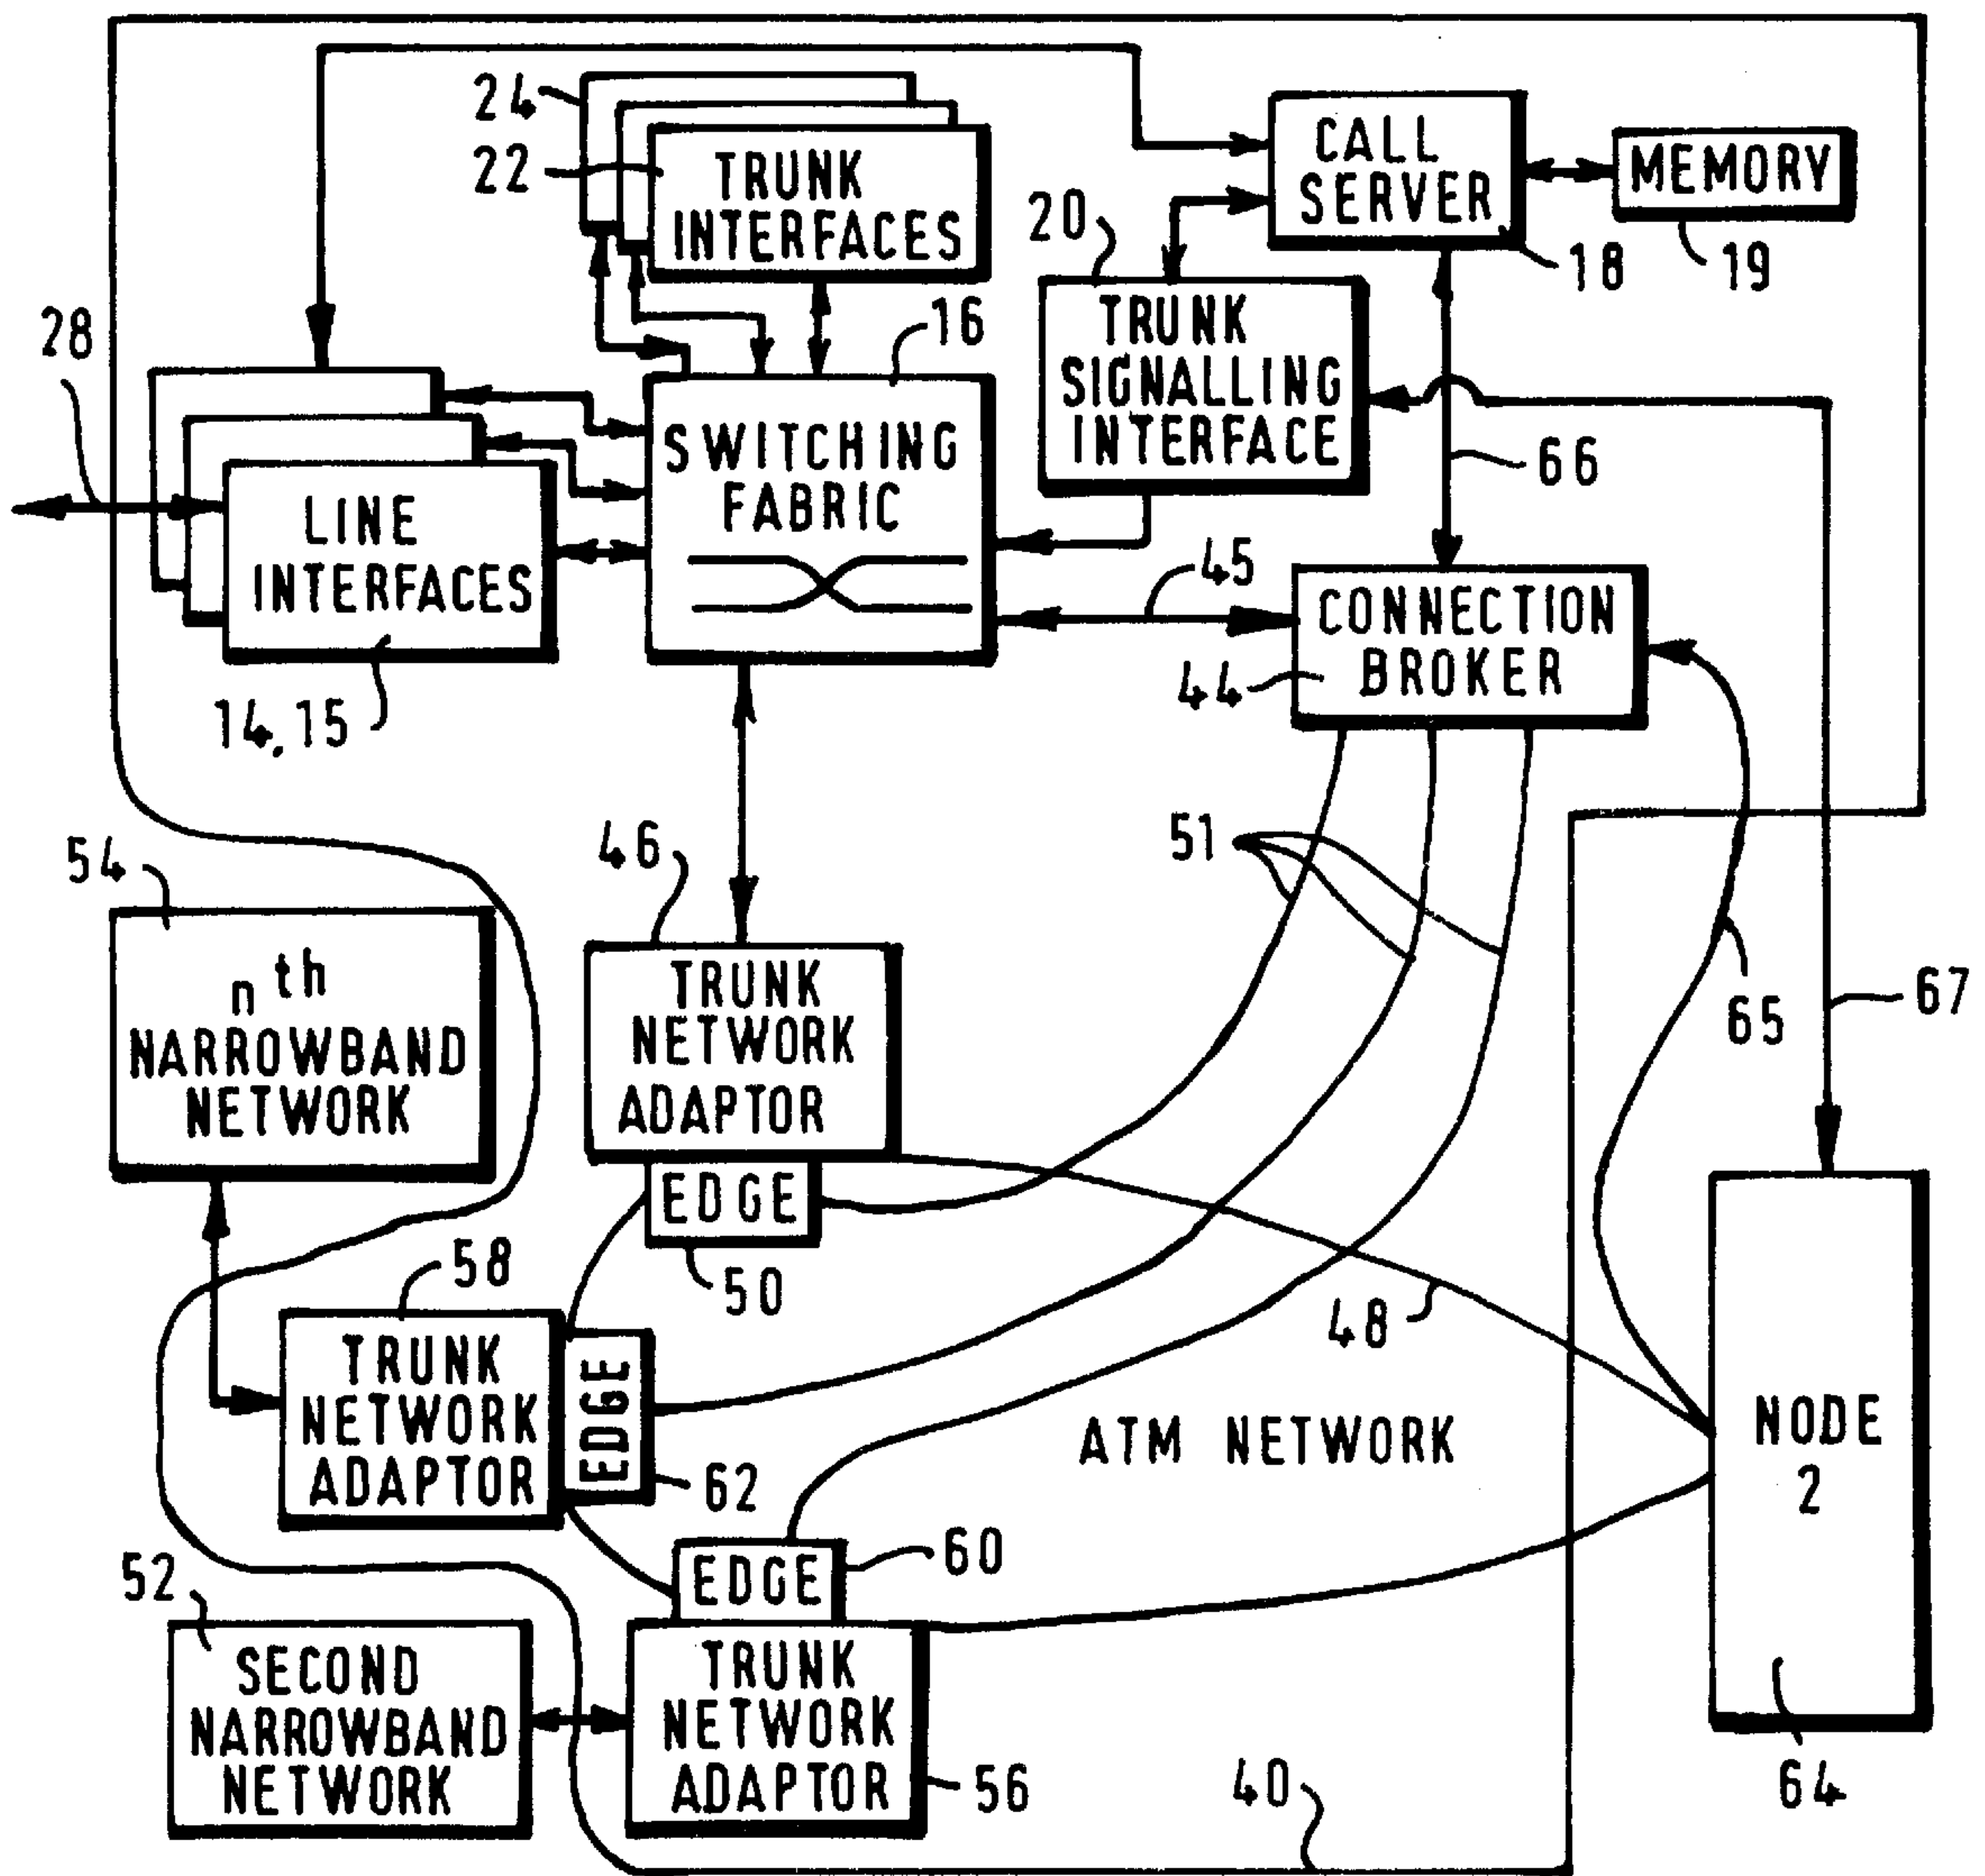 24
22
TRUNK
INTERFACES
CALL
SERVER
MEMORY
20
18
19
28
16
TRUNK
SIGNALLING
INTERFACE
SWITCHING
FABRIC
66
LINE
INTERFACES
45
CONNECTION
BROKER
44
14,15
54
46
51
nth
NARROWBAND
NETWORK
TRUNK
NETWORK
ADAPTOR
65
67
EDGE
50
58
48
TRUNK
NETWORK
ADAPTOR
EDGE
62
ATM NETWORK
NODE
2
52
EDGE
60
SECOND
NARROWBAND
NETWORK
TRUNK
NETWORK
ADAPTOR
56
40
64